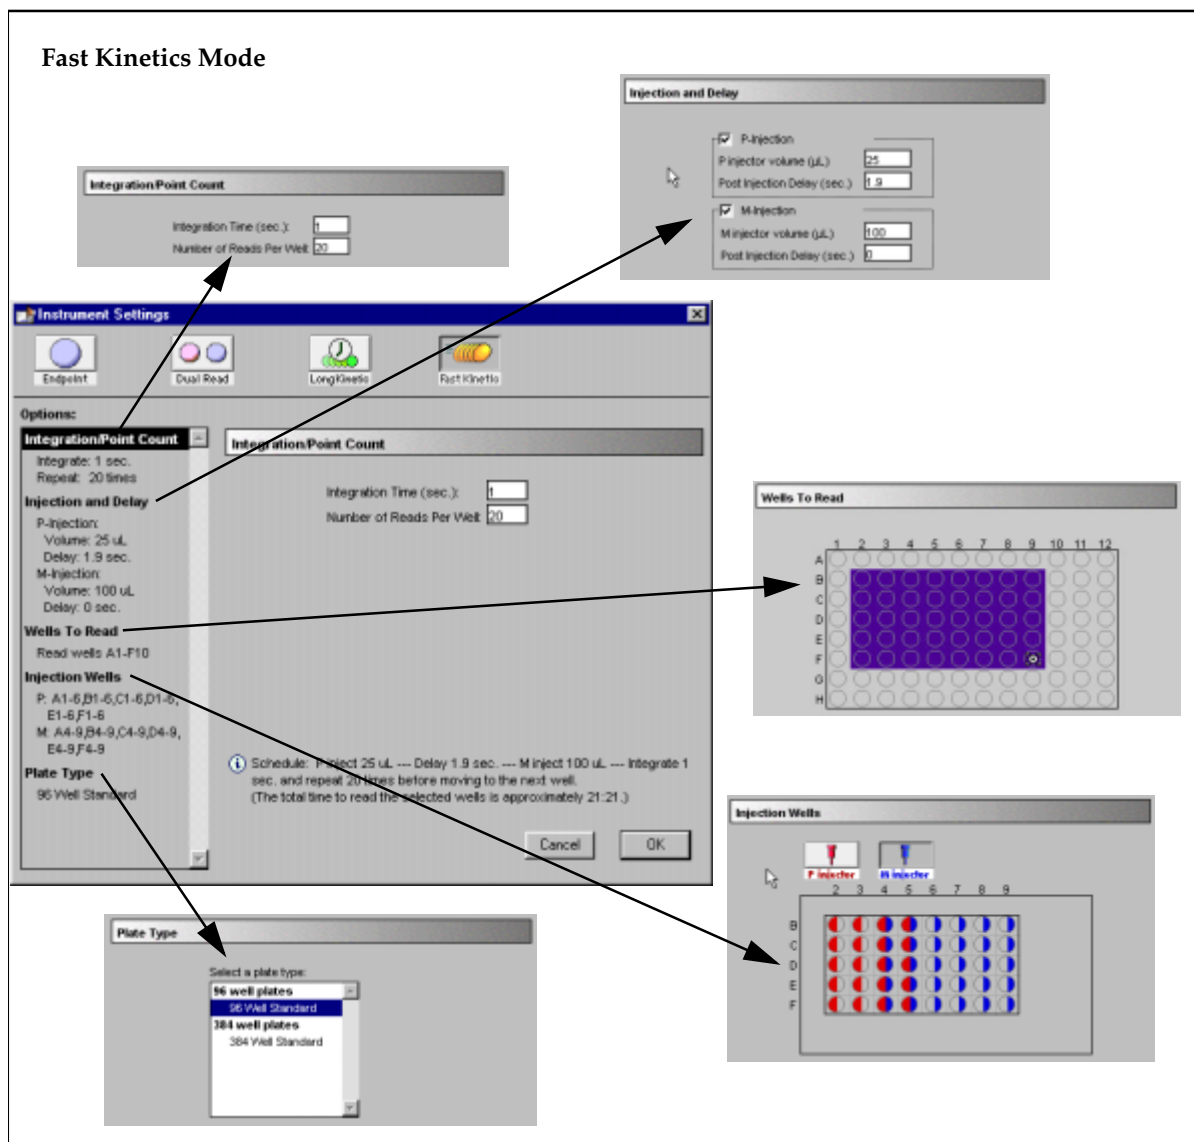 Fast Kinetics Mode
Injection and Delay
P-Injection
P injector volume (µL)
25
Post Injection Delay (sec.)
1.9
M-Injection
M injector volume (µL)
100
Post Injection Delay (sec.)
0
Integration/Point Count
Integration Time (sec.):
1
Number of Reads Per Well:
20
Instrument Settings
Endpoint
Dual Read
Long Kinetic
Fast Kinetic
Options:
Integration/Point Count
Integrate: 1 sec.
Repeat: 20 times
Injection and Delay
P-Injection:
Volume: 25 uL
Delay: 1.9 sec.
M-Injection:
Volume: 100 uL
Delay: 0 sec.
Wells To Read
Read wells A1-F10
Injection Wells
P: A1-6,B1-6,C1-6,D1-6,
E1-6,F1-6
M: A4-9,B4-9,C4-9,D4-9,
E4-9,F4-9
Plate Type
96 Well Standard
Integration/Point Count
Integration Time (sec.):
1
Number of Reads Per Well:
20
Schedule: P inject 25 uL --- Delay 1.9 sec. --- M inject 100 uL --- Integrate 1
sec. and repeat 20 times before moving to the next well.
(The total time to read the selected wells is approximately 21:21.)
Cancel
OK
Wells To Read
1 2 3 4 5 6 7 8 9 10 11 12
A
B
C
D
E
F
G
H
Injection Wells
P injector
M injector
2 3 4 5 6 7 8 9
B
C
D
E
F
Plate Type
Select a plate type:
96 well plates
96 Well Standard
384 well plates
384 Well Standard